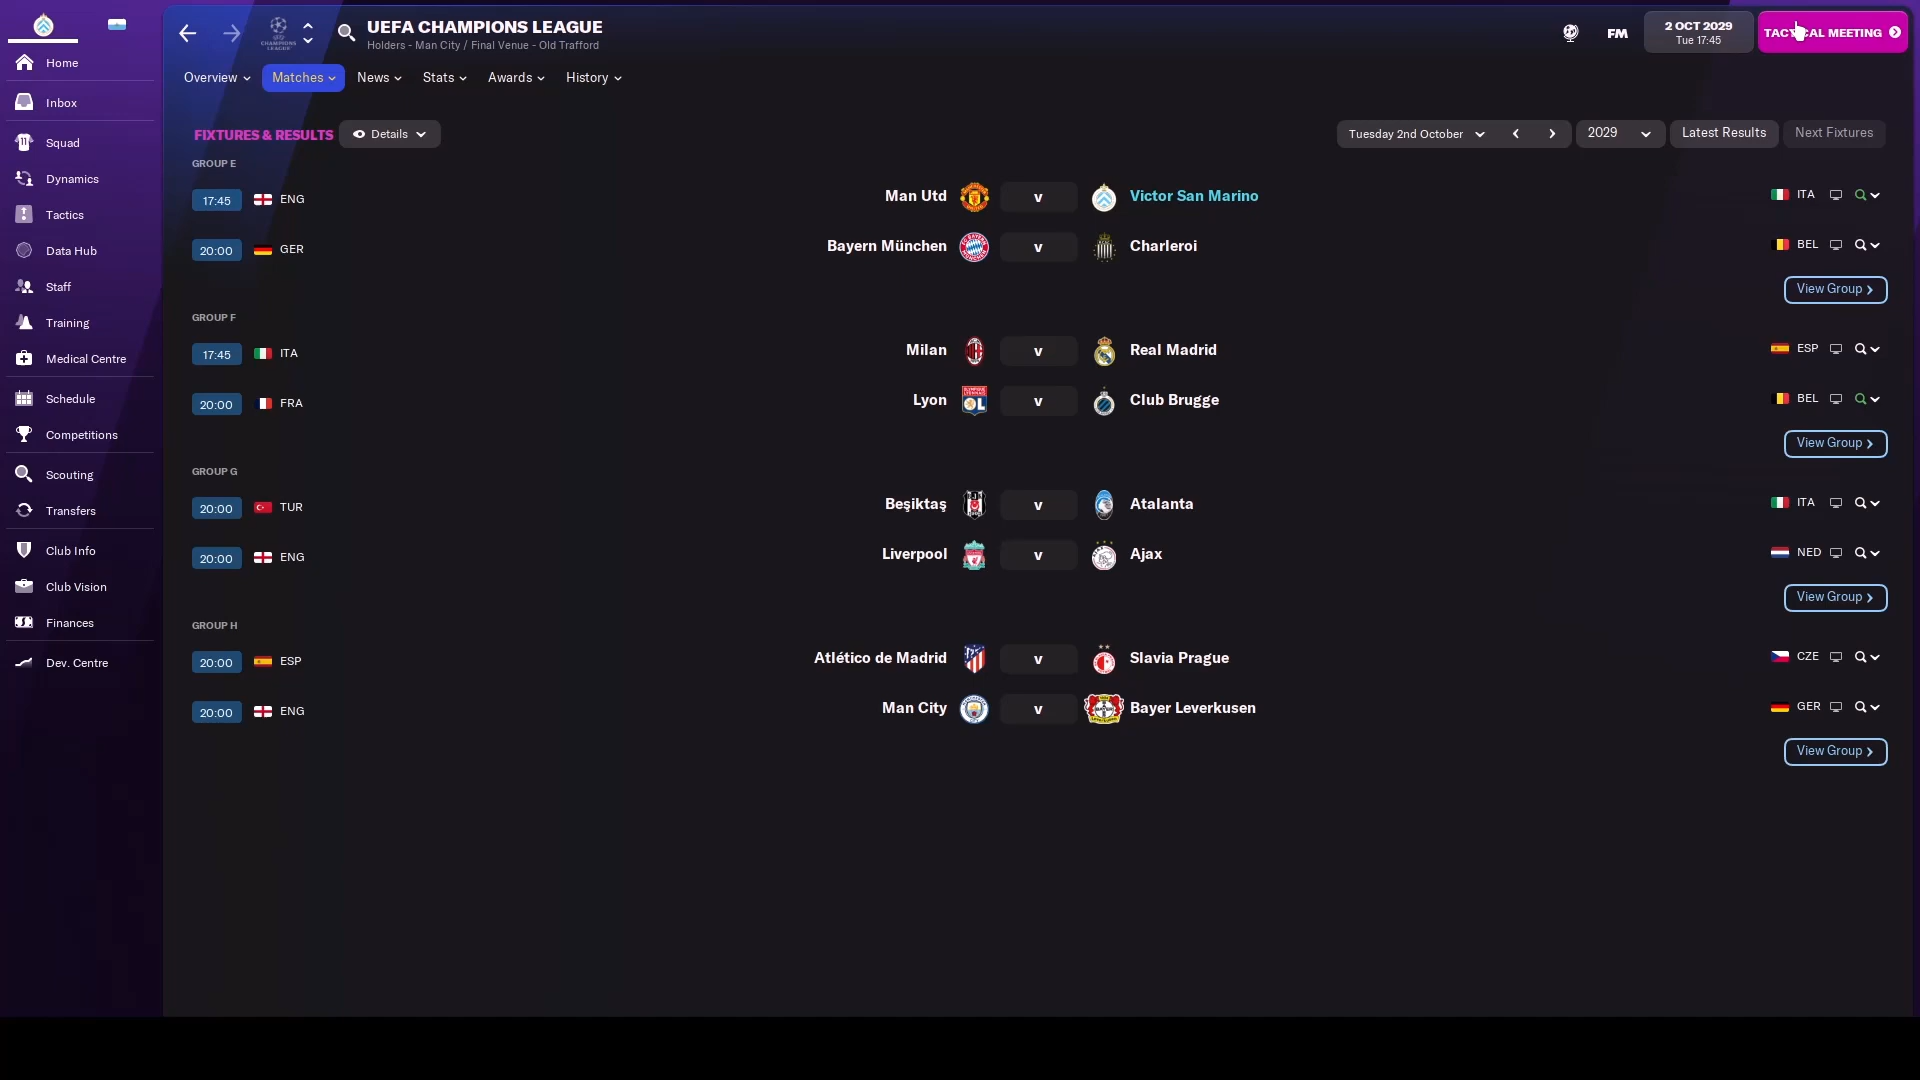 UEFA CHAMPIONS LEAGUE
Holders - Man City / Final Venue - Old Trafford
FM
2 OCT 2029
Tue 17:45
MEETING
Home
Inbox
Squad
Dynamics
Tactics
Data Hub
Staff
Training
Medical Centre
Schedule
Competitions
Scouting
Transfers
Club Info
Club Vision
Finances
Dev. Centre
Overview
Matches
News
Stats
Awards
History
FIXTURES & RESULTS
Details
Tuesday 2nd October
2029
Latest Results
Next Fixtures
GROUP E
17:45 ENG Man Utd v Victor San Marino ITA
20:00 GER Bayern München v Charleroi BEL
View Group
GROUP F
17:45 ITA Milan v Real Madrid ESP
20:00 FRA Lyon v Club Brugge BEL
View Group
GROUP G
20:00 TUR Beşiktaş v Atalanta ITA
20:00 ENG Liverpool v Ajax NED
View Group
GROUP H
20:00 ESP Atlético de Madrid v Slavia Prague CZE
20:00 ENG Man City v Bayer Leverkusen GER
View Group